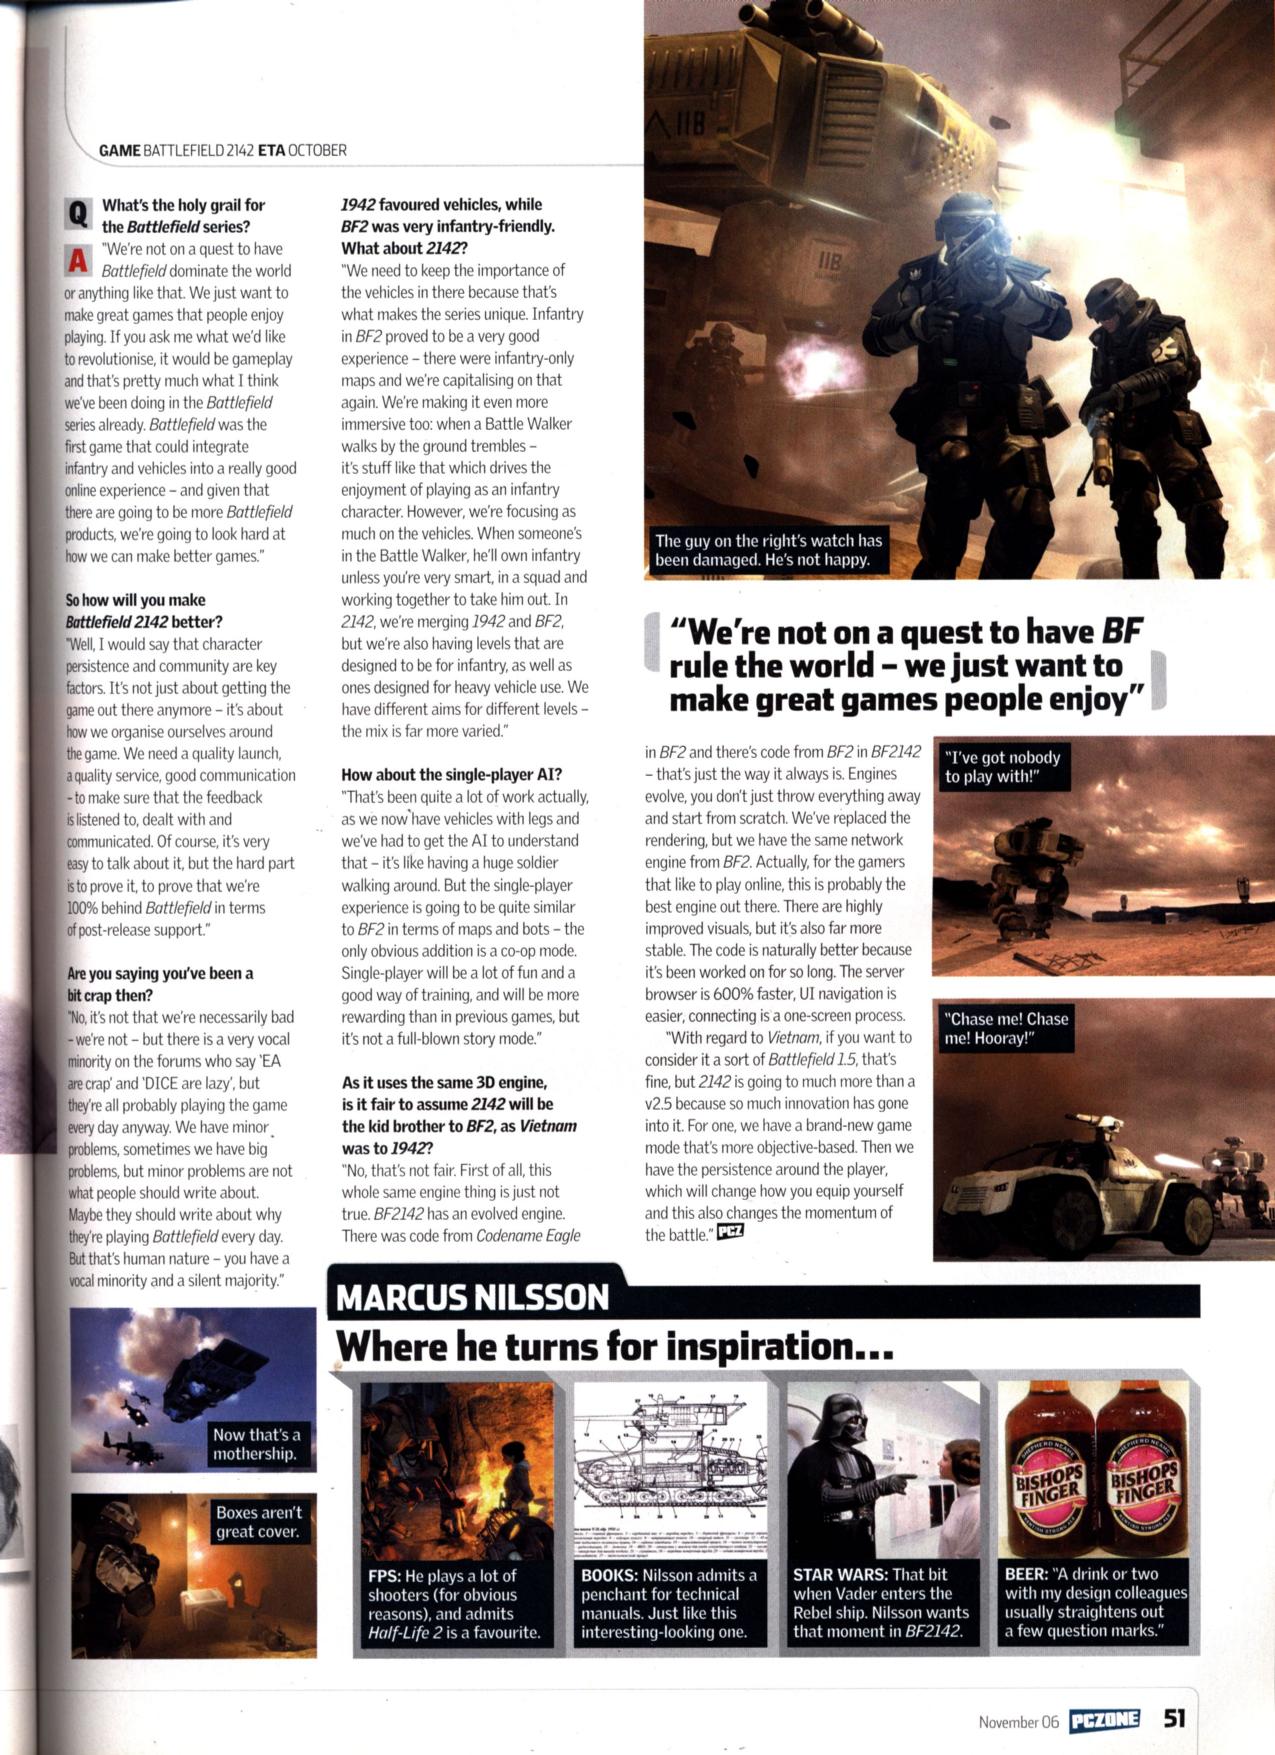 GAME BATTLEFIELD 2142 ETA OCTOBER
Q What's the holy grail for
the Battlefield series?
A "We're not on a quest to have
Battlefield dominate the world
or anything like that. We just want to
make great games that people enjoy
playing. If you ask me what we'd like
to revolutionise, it would be gameplay
and that's pretty much what I think
we've been doing in the Battlefield
series already. Battlefield was the
first game that could integrate
infantry and vehicles into a really good
online experience – and given that
there are going to be more Battlefield
products, we're going to look hard at
how we can make better games."
So how will you make
Battlefield 2142 better?
"Well, I would say that character
persistence and community are key
factors. It's not just about getting the
game out there anymore – it's about
how we organise ourselves around
the game. We need a quality launch,
a quality service, good communication
- to make sure that the feedback
is listened to, dealt with and
communicated. Of course, it's very
easy to talk about it, but the hard part
is to prove it, to prove that we're
100% behind Battlefield in terms
of post-release support."
Are you saying you've been a
bit crap then?
"No, it's not that we're necessarily bad
- we're not – but there is a very vocal
minority on the forums who say 'EA
are crap' and 'DICE are lazy', but
they're all probably playing the game
every day anyway. We have minor
problems, sometimes we have big
problems, but minor problems are not
what people should write about.
Maybe they should write about why
they're playing Battlefield every day.
But that's human nature – you have a
vocal minority and a silent majority."
Now that's a
mothership.
Boxes aren't
great cover.
1942 favoured vehicles, while
BF2 was very infantry-friendly.
What about 2142?
"We need to keep the importance of
the vehicles in there because that's
what makes the series unique. Infantry
in BF2 proved to be a very good
experience – there were infantry-only
maps and we're capitalising on that
again. We're making it even more
immersive too: when a Battle Walker
walks by the ground trembles –
it's stuff like that which drives the
enjoyment of playing as an infantry
character. However, we're focusing as
much on the vehicles. When someone's
in the Battle Walker, he'll own infantry
unless you're very smart, in a squad and
working together to take him out. In
2142, we're merging 1942 and BF2,
but we're also having levels that are
designed to be for infantry, as well as
ones designed for heavy vehicle use. We
have different aims for different levels –
the mix is far more varied."
How about the single-player AI?
"That's been quite a lot of work actually,
as we now have vehicles with legs and
we've had to get the AI to understand
that – it's like having a huge soldier
walking around. But the single-player
experience is going to be quite similar
to BF2 in terms of maps and bots – the
only obvious addition is a co-op mode.
Single-player will be a lot of fun and a
good way of training, and will be more
rewarding than in previous games, but
it's not a full-blown story mode."
As it uses the same 3D engine,
is it fair to assume 2142 will be
the kid brother to BF2, as Vietnam
was to 1942?
"No, that's not fair. First of all, this
whole same engine thing is just not
true. BF2142 has an evolved engine.
There was code from Codename Eagle
IIB
IIB
The guy on the right's watch has
been damaged. He's not happy.
"We're not on a quest to have BF
rule the world – we just want to
make great games people enjoy"
in BF2 and there's code from BF2 in BF2142
– that's just the way it always is. Engines
evolve, you don't just throw everything away
and start from scratch. We've replaced the
rendering, but we have the same network
engine from BF2. Actually, for the gamers
that like to play online, this is probably the
best engine out there. There are highly
improved visuals, but it's also far more
stable. The code is naturally better because
it's been worked on for so long. The server
browser is 600% faster, UI navigation is
easier, connecting is a one-screen process.
"With regard to Vietnam, if you want to
consider it a sort of Battlefield 1.5, that's
fine, but 2142 is going to much more than a
v2.5 because so much innovation has gone
into it. For one, we have a brand-new game
mode that's more objective-based. Then we
have the persistence around the player,
which will change how you equip yourself
and this also changes the momentum of
the battle." PCZ
"I've got nobody
to play with!"
"Chase me! Chase
me! Hooray!"
MARCUS NILSSON
Where he turns for inspiration...
FPS: He plays a lot of
shooters (for obvious
reasons), and admits
Half-Life 2 is a favourite.
BOOKS: Nilsson admits a
penchant for technical
manuals. Just like this
interesting-looking one.
STAR WARS: That bit
when Vader enters the
Rebel ship. Nilsson wants
that moment in BF2142.
SHEPHERD NEAME
BISHOPS
FINGER
KENTISH STRONG ALE
SHEPHERD NEAME
BISHOPS
FINGER
KENTISH STRONG ALE
BEER: "A drink or two
with my design colleagues
usually straightens out
a few question marks."
November 06 PCZONE 51